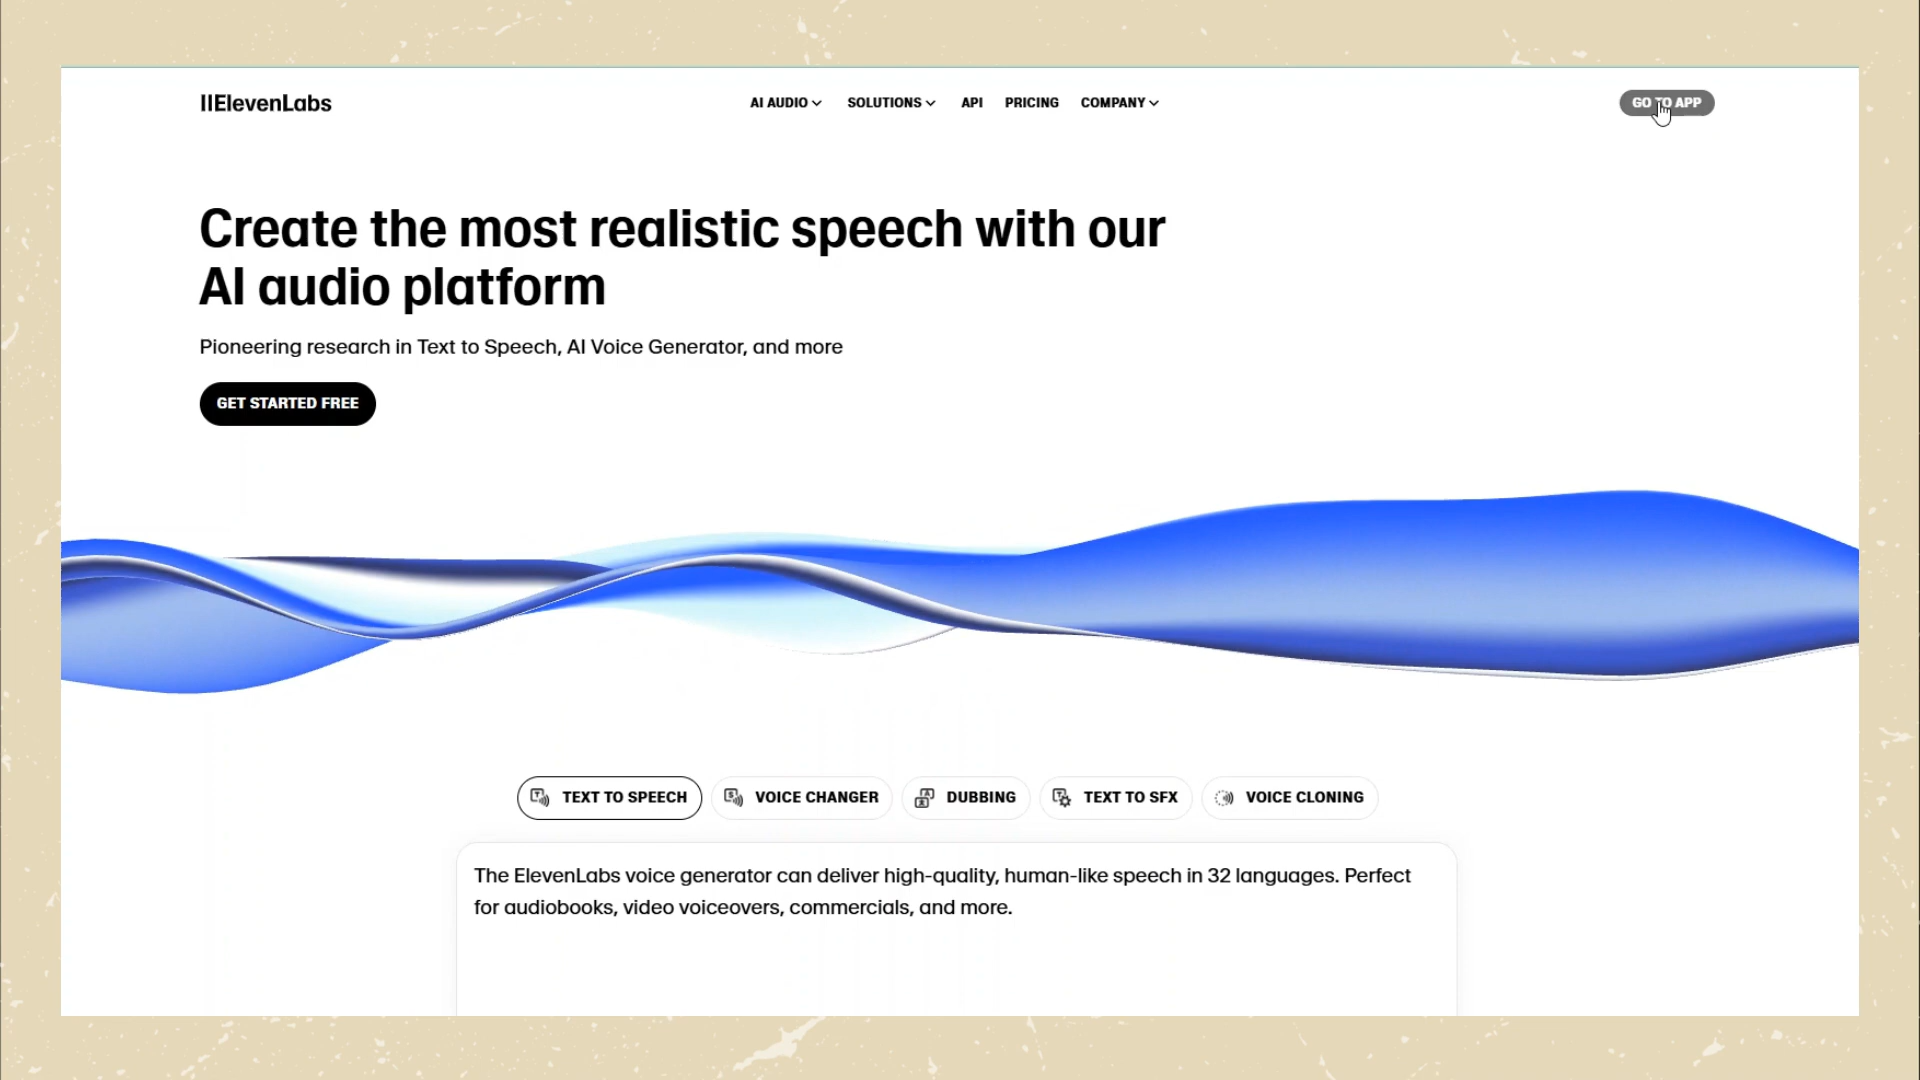 IIElevenLabs
AI AUDIO
SOLUTIONS
API
PRICING
COMPANY
GO TO APP
Create the most realistic speech with our
AI audio platform
Pioneering research in Text to Speech, AI Voice Generator, and more
GET STARTED FREE
TEXT TO SPEECH
VOICE CHANGER
DUBBING
TEXT TO SFX
VOICE CLONING
The ElevenLabs voice generator can deliver high-quality, human-like speech in 32 languages. Perfect
for audiobooks, video voiceovers, commercials, and more.